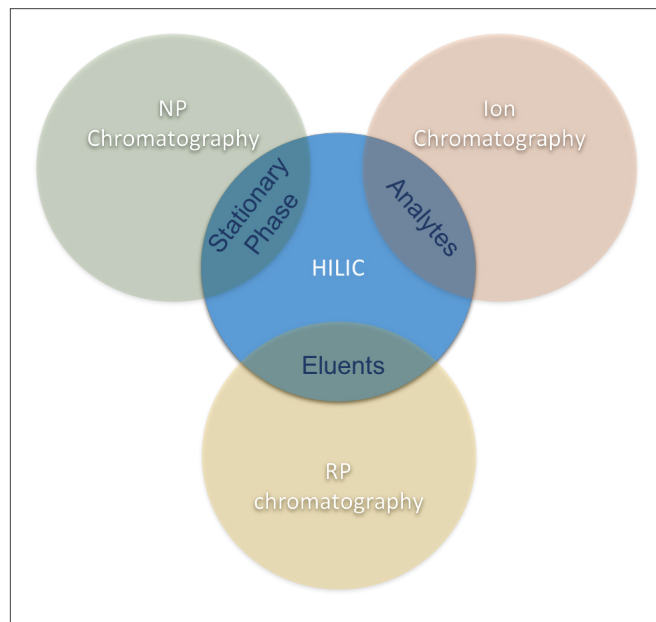 NP
Chromatography
Ion
Chromatography
Stationary
Phase
Analytes
HILIC
Eluents
RP
chromatography